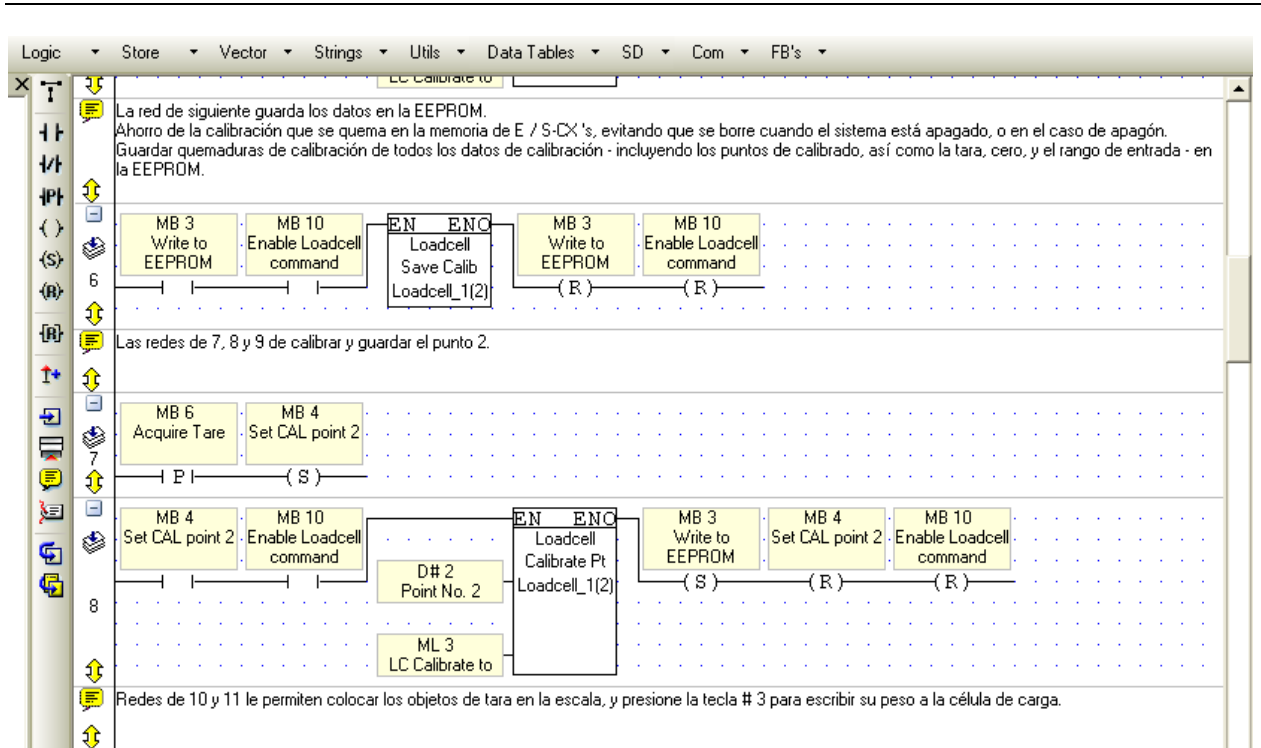 Logic Store Vector Strings Utils Data Tables SD Com FB's
LC Calibrate to
La red de siguiente guarda los datos en la EEPROM.
Ahorro de la calibración que se quema en la memoria de E / S-CX 's, evitando que se borre cuando el sistema está apagado, o en el caso de apagón.
Guardar quemaduras de calibración de todos los datos de calibración - incluyendo los puntos de calibrado, así como la tara, cero, y el rango de entrada - en
la EEPROM.
MB 3 MB 10 EN ENO MB 3 MB 10
Write to Enable Loadcell Loadcell Write to Enable Loadcell
EEPROM command Save Calib EEPROM command
6 Loadcell_1(2) (R) (R)
Las redes de 7, 8 y 9 de calibrar y guardar el punto 2.
MB 6 MB 4
Acquire Tare Set CAL point 2
7
P (S)
MB 4 MB 10 EN ENO MB 3 MB 4 MB 10
Set CAL point 2 Enable Loadcell Loadcell Write to Set CAL point 2 Enable Loadcell
command Calibrate Pt EEPROM command
D# 2 Loadcell_1(2) (S) (R) (R)
Point No. 2
8
ML 3
LC Calibrate to
Redes de 10 y 11 le permiten colocar los objetos de tara en la escala, y presione la tecla # 3 para escribir su peso a la célula de carga.